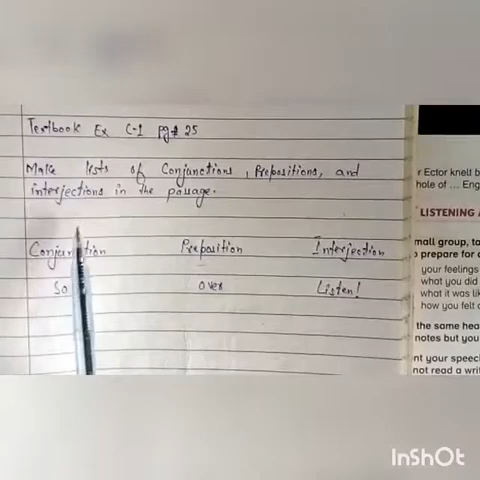 Textbook Ex C-1 pg# 25
Make lists of Conjunctions, Prepositions, and
interjections in the passage.
Conjunction Preposition Interjection
So over Listen!
r Ector knelt b
hole of ... Eng
LISTENING
mall group, ta
prepare for
your feelings
what you did
what it was lik
how you felt
the same hea
notes but you
nt your speec
not read a writ
InShOt